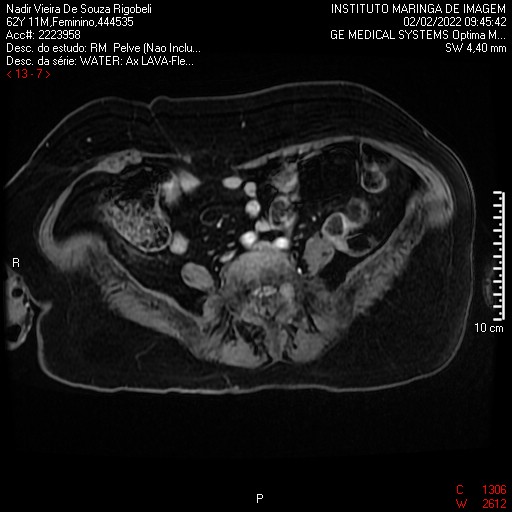 Nadir Vieira De Souza Rigobeli
62Y 11M,Feminino,444535
Acc#: 2223958
Desc. do estudo: RM Pelve (Nao Inclu...
Desc. da série: WATER: Ax LAVA-Fle...
< 13 - 7 >
INSTITUTO MARINGA DE IMAGEM
02/02/2022 09:45:42
GE MEDICAL SYSTEMS Optima M...
SW 4,40 mm
R
10 cm
P
C 1306
W 2612